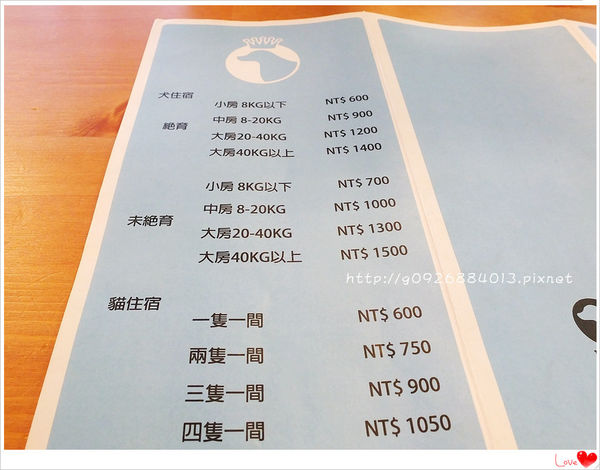 犬住宿
絕育
小房 8KG以下 NT$ 600
中房 8-20KG NT$ 900
大房20-40KG NT$ 1200
大房40KG以上 NT$ 1400
未絕育
小房 8KG以下 NT$ 700
中房 8-20KG NT$ 1000
大房20-40KG NT$ 1300
大房40KG以上 NT$ 1500
http://g0926884013.pixnet
貓住宿
一隻一間 NT$ 600
兩隻一間 NT$ 750
三隻一間 NT$ 900
四隻一間 NT$ 1050
Love